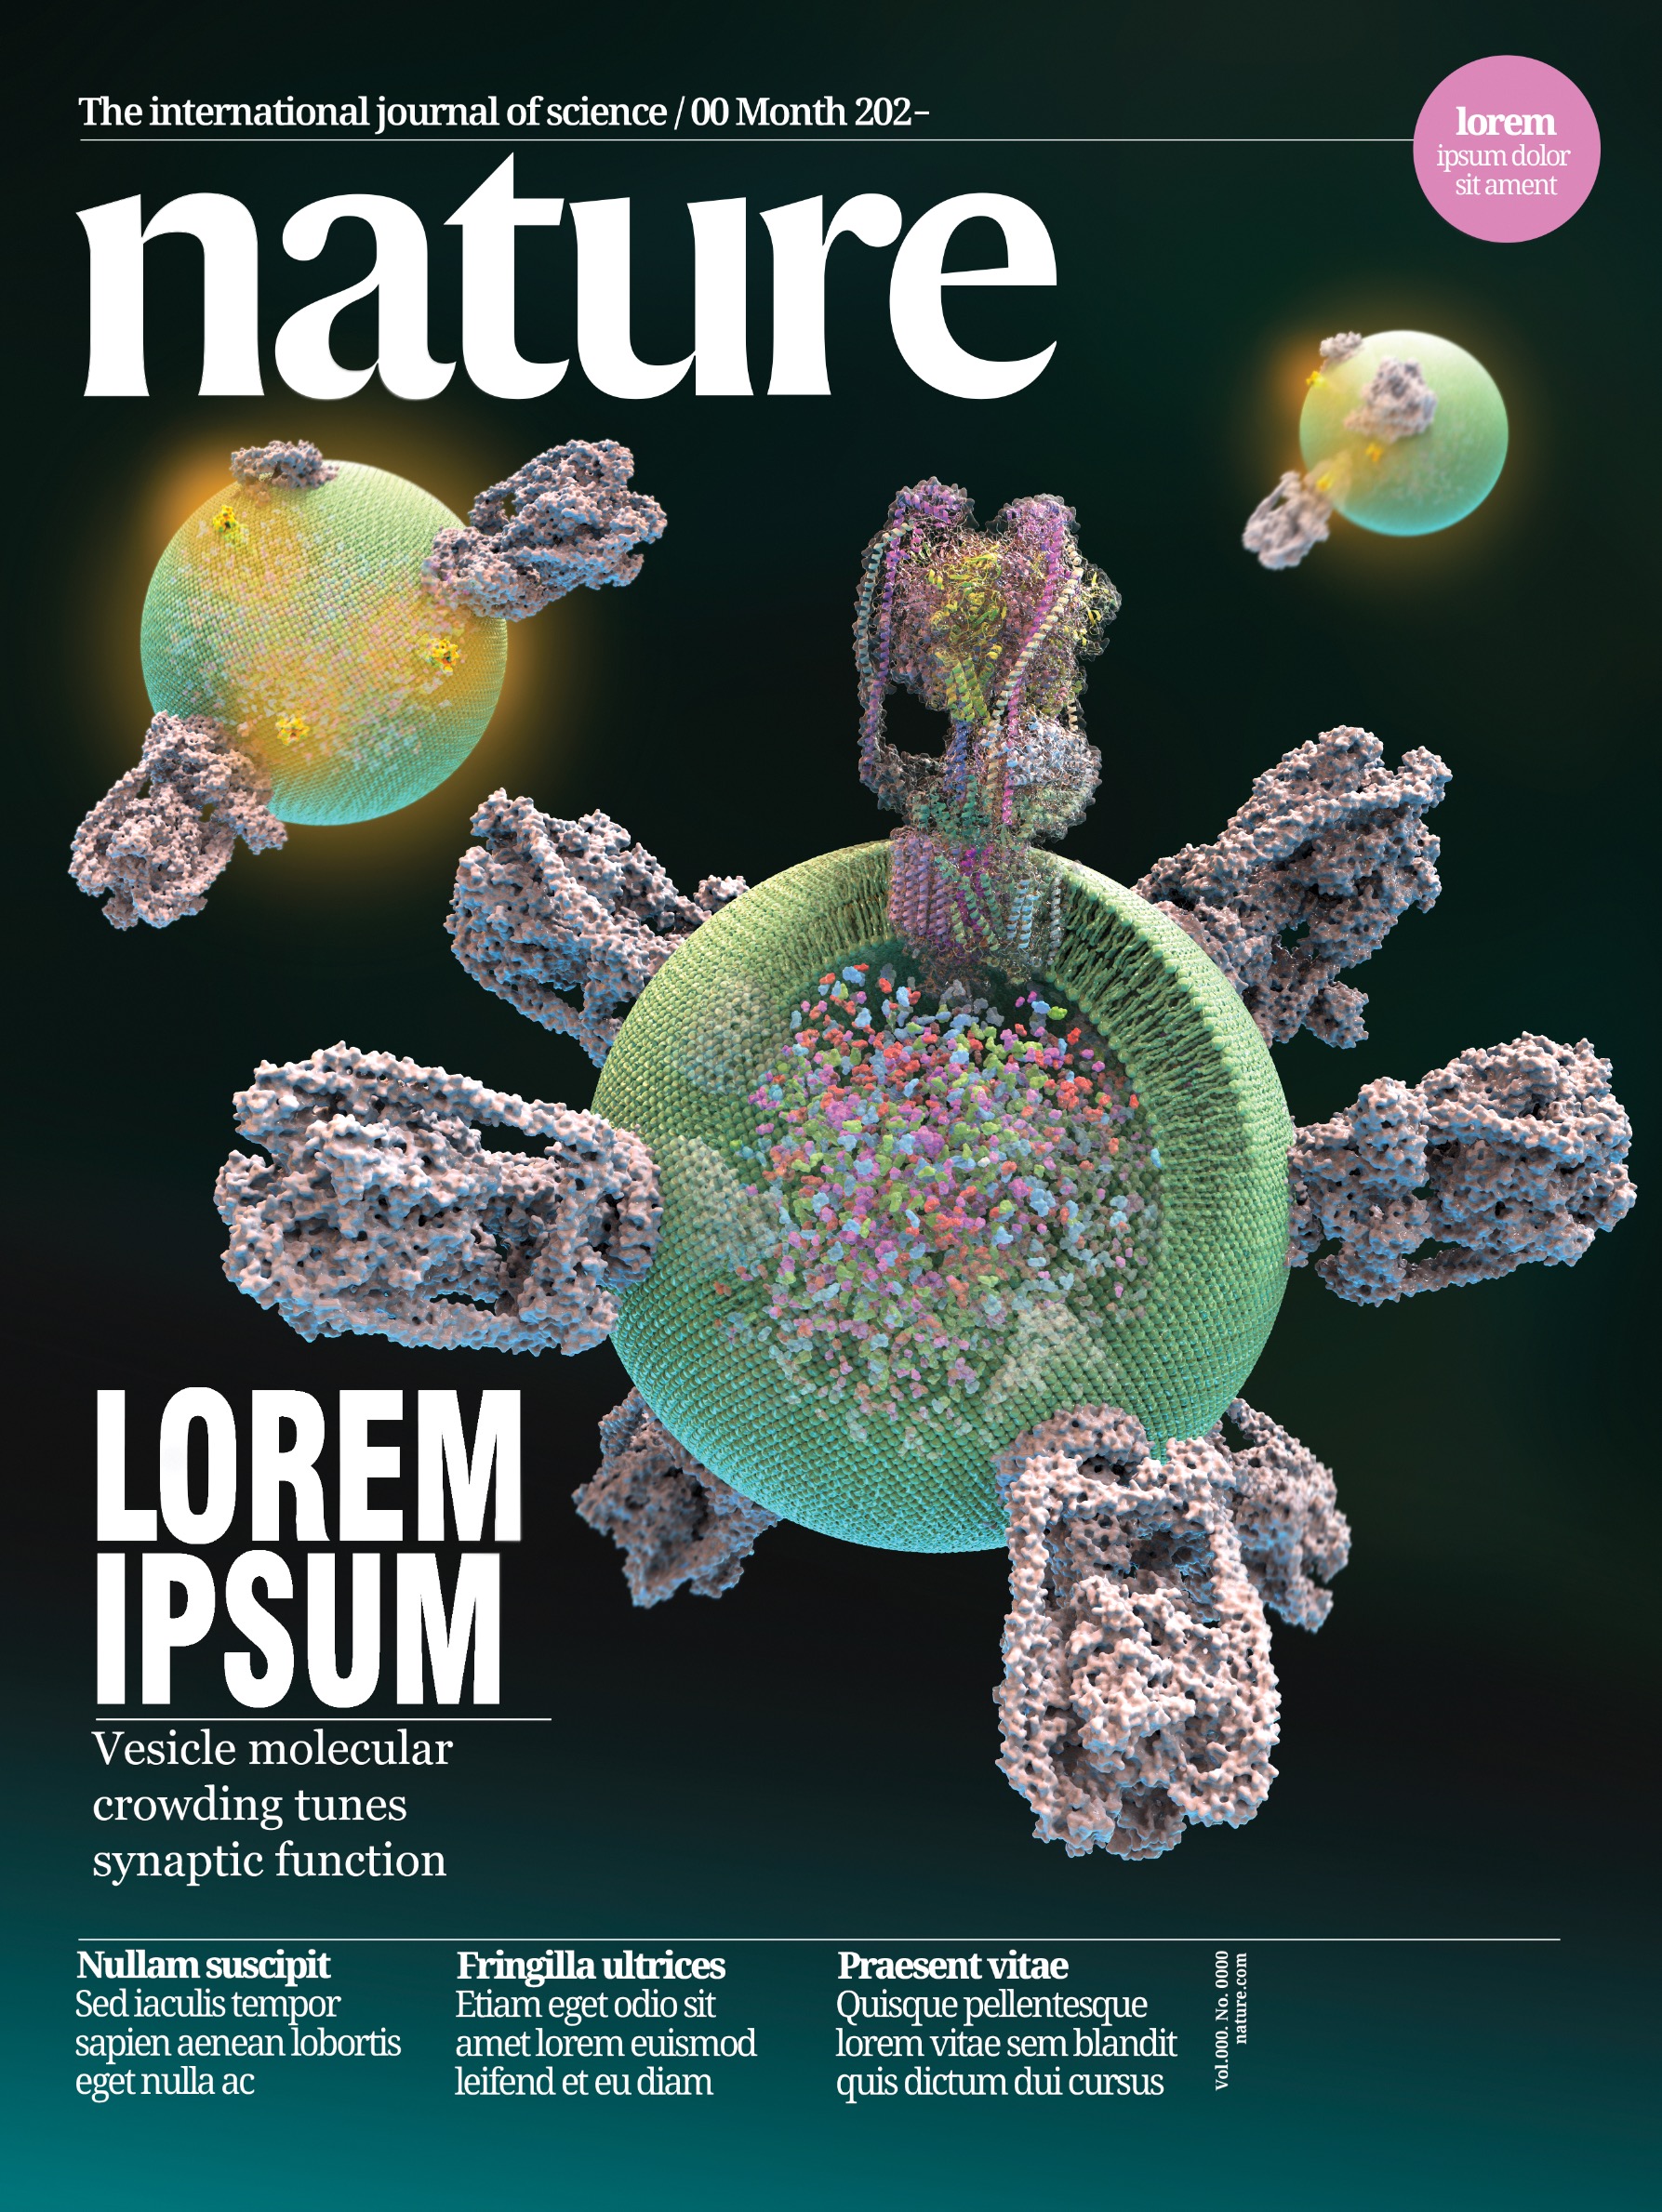 The international journal of science / 00 Month 202–
lorem
ipsum dolor
sit ament
nature
LOREM
IPSUM
Vesicle molecular
crowding tunes
synaptic function
Nullam suscipit
Sed iaculis tempor
sapien aenean lobortis
eget nulla ac
Fringilla ultrices
Etiam eget odio sit
amet lorem euismod
leifend et eu diam
Praesent vitae
Quisque pellentesque
lorem vitae sem blandit
quis dictum dui cursus
Vol.000. No. 0000
nature.com